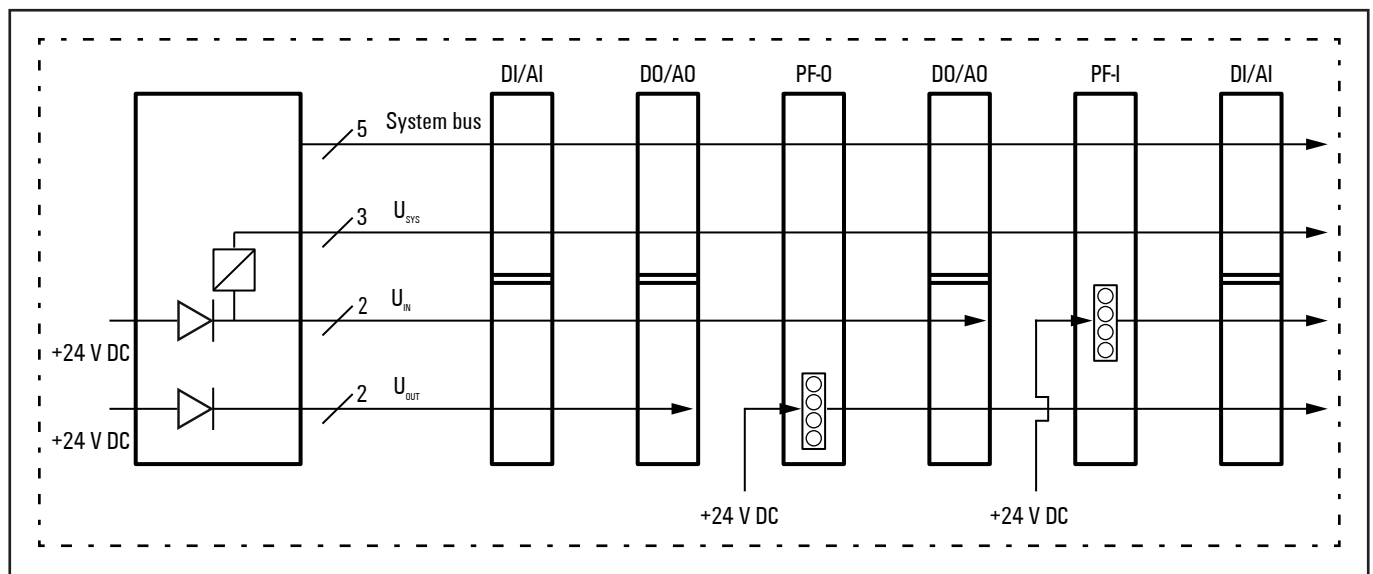 DI/AI DO/AO PF-O DO/AO PF-I DI/AI
5 System bus
3 U_SYS
2 U_IN
+24 V DC
2 U_OUT
+24 V DC
+24 V DC +24 V DC